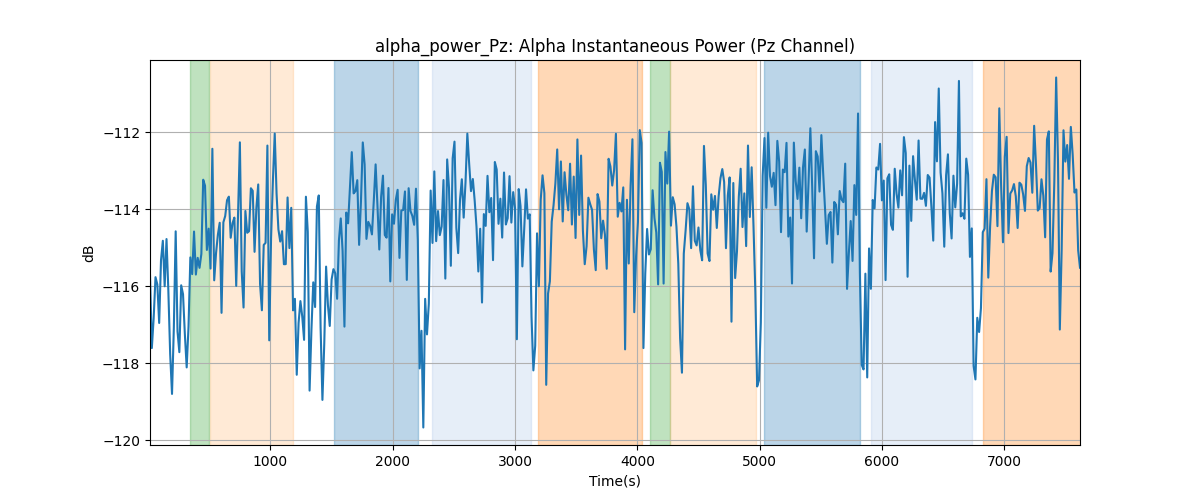 alpha_power_Pz: Alpha Instantaneous Power (Pz Channel)
−112
−114
−116
−118
−120
dB
1000 2000 3000 4000 5000 6000 7000
Time(s)